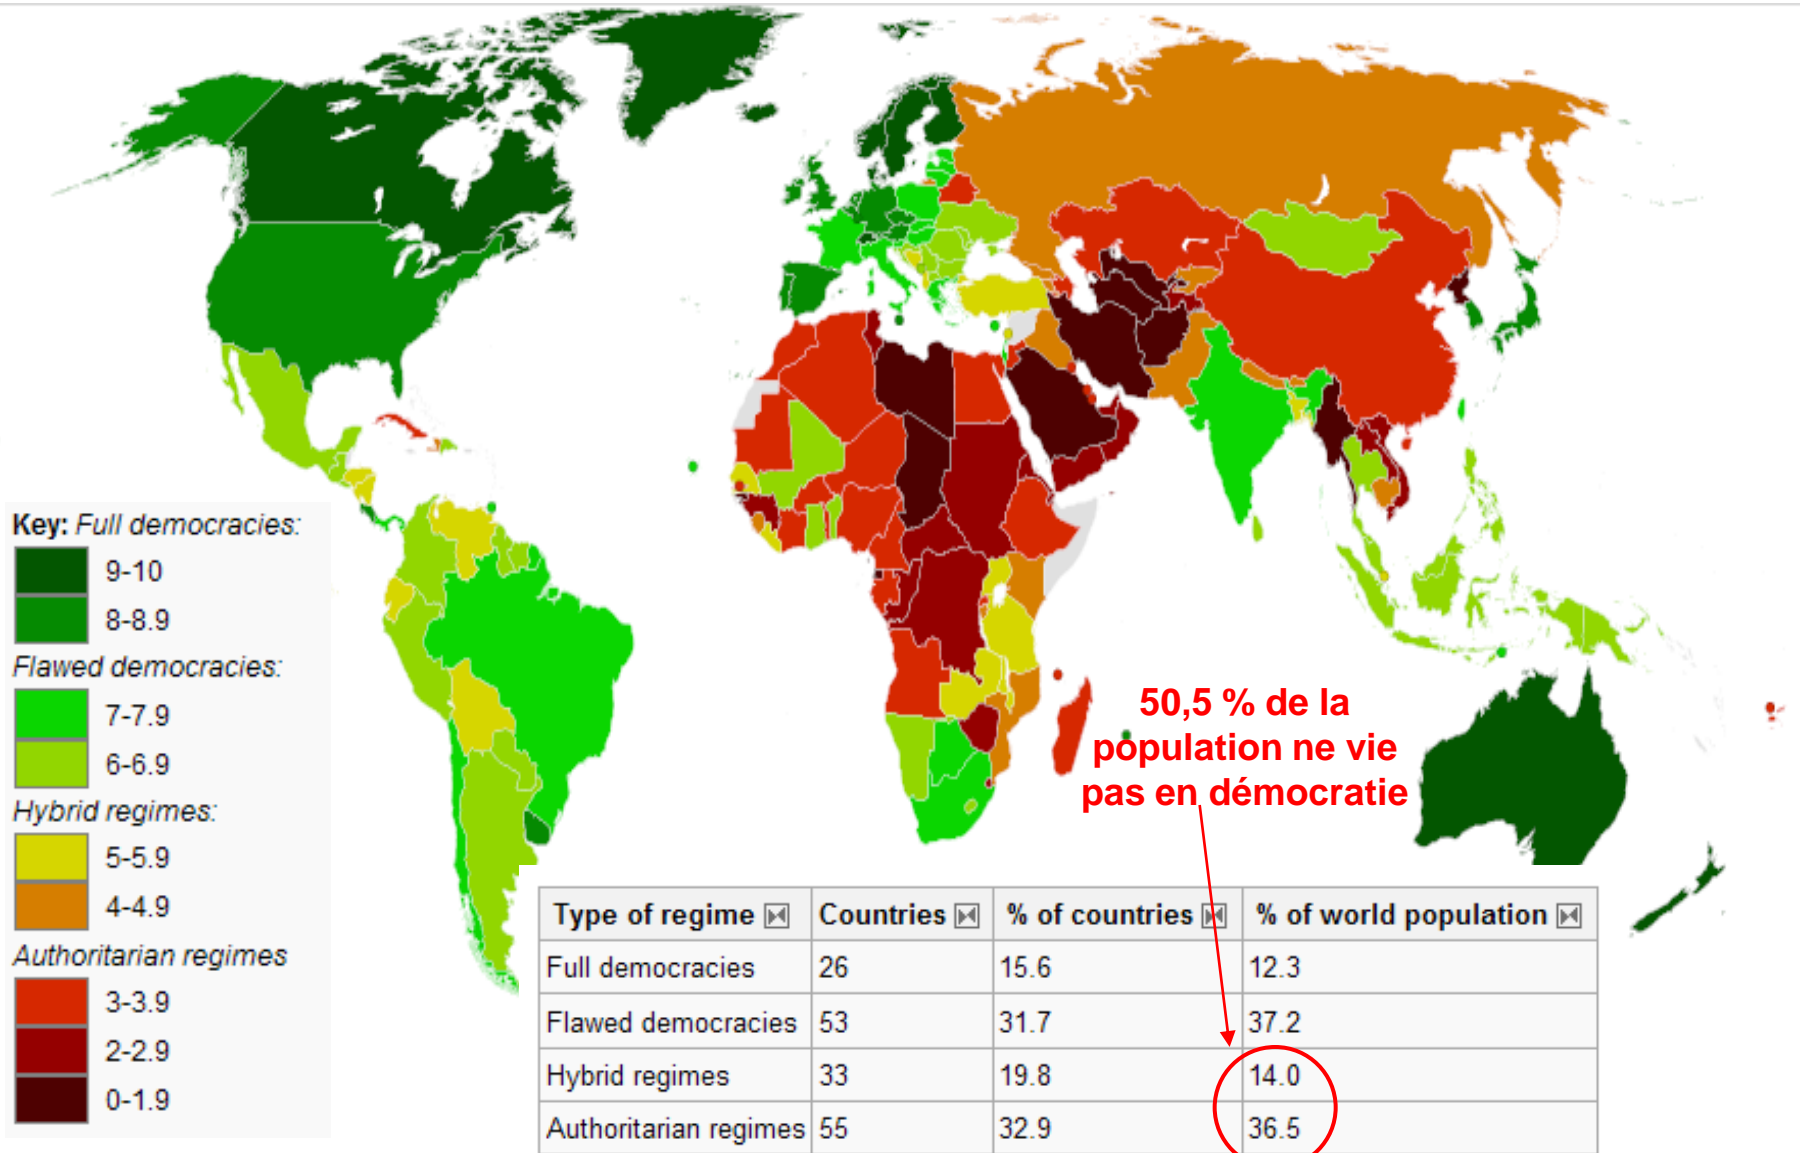 Key: Full democracies:
9-10
8-8.9
Flawed democracies:
7-7.9
6-6.9
Hybrid regimes:
5-5.9
4-4.9
Authoritarian regimes
3-3.9
2-2.9
0-1.9
50,5 % de la
population ne vie
pas en démocratie
Type of regime Countries % of countries % of world population
Full democracies 26 15.6 12.3
Flawed democracies 53 31.7 37.2
Hybrid regimes 33 19.8 14.0
Authoritarian regimes 55 32.9 36.5